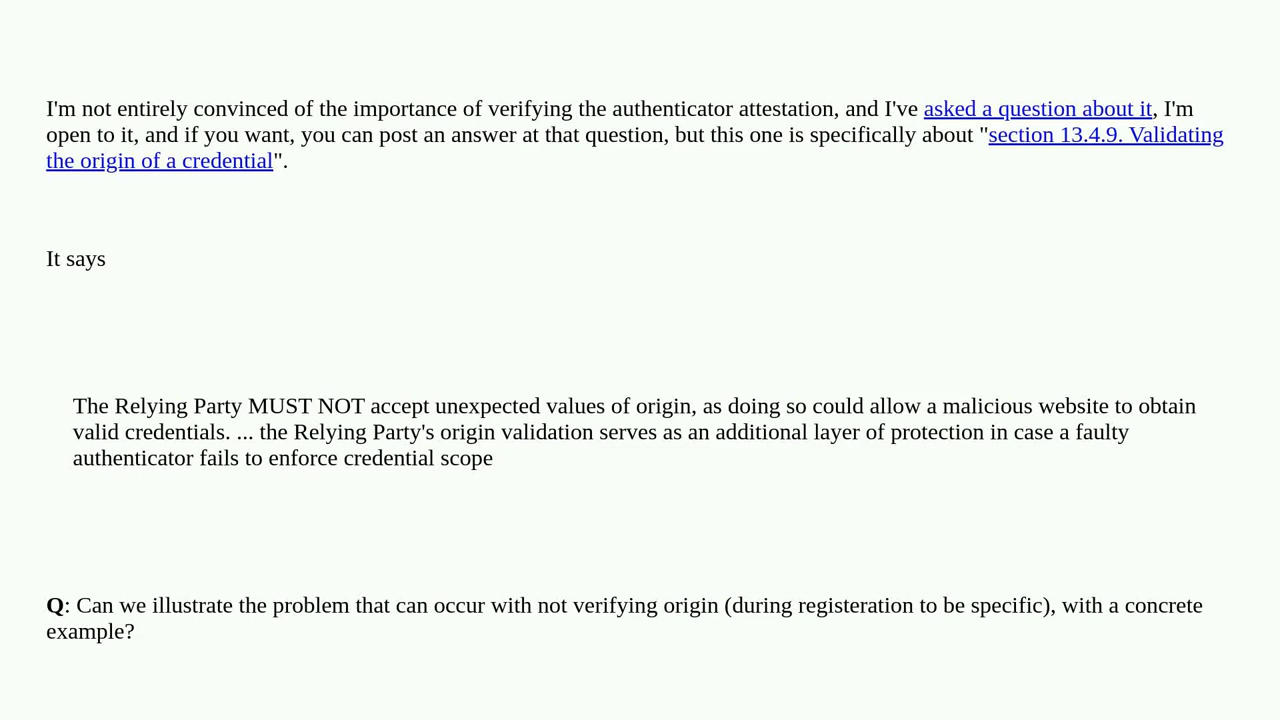 I'm not entirely convinced of the importance of verifying the authenticator attestation, and I've asked a question about it, I'm
open to it, and if you want, you can post an answer at that question, but this one is specifically about "section 13.4.9. Validating
the origin of a credential".
It says
The Relying Party MUST NOT accept unexpected values of origin, as doing so could allow a malicious website to obtain
valid credentials. ... the Relying Party's origin validation serves as an additional layer of protection in case a faulty
authenticator fails to enforce credential scope
Q: Can we illustrate the problem that can occur with not verifying origin (during registeration to be specific), with a concrete
example?